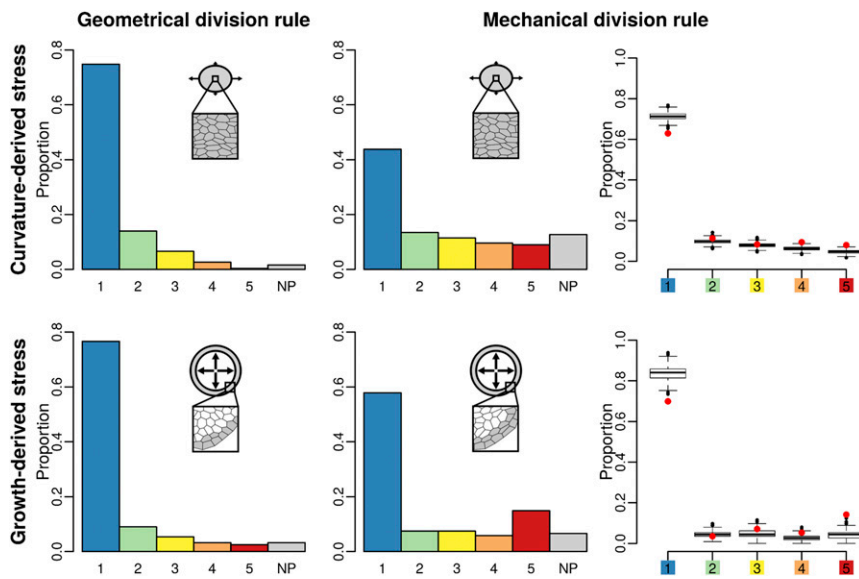 Geometrical division rule
Mechanical division rule
Curvature-derived stress
Proportion
0.0 0.2 0.4 0.6 0.8
1 2 3 4 5 NP
Proportion
0.0 0.2 0.4 0.6 0.8
1 2 3 4 5 NP
Proportion
0.0 0.2 0.4 0.6 0.8 1.0
1 2 3 4 5
Growth-derived stress
Proportion
0.0 0.2 0.4 0.6 0.8
1 2 3 4 5 NP
Proportion
0.0 0.2 0.4 0.6 0.8
1 2 3 4 5 NP
Proportion
0.0 0.2 0.4 0.6 0.8 1.0
1 2 3 4 5